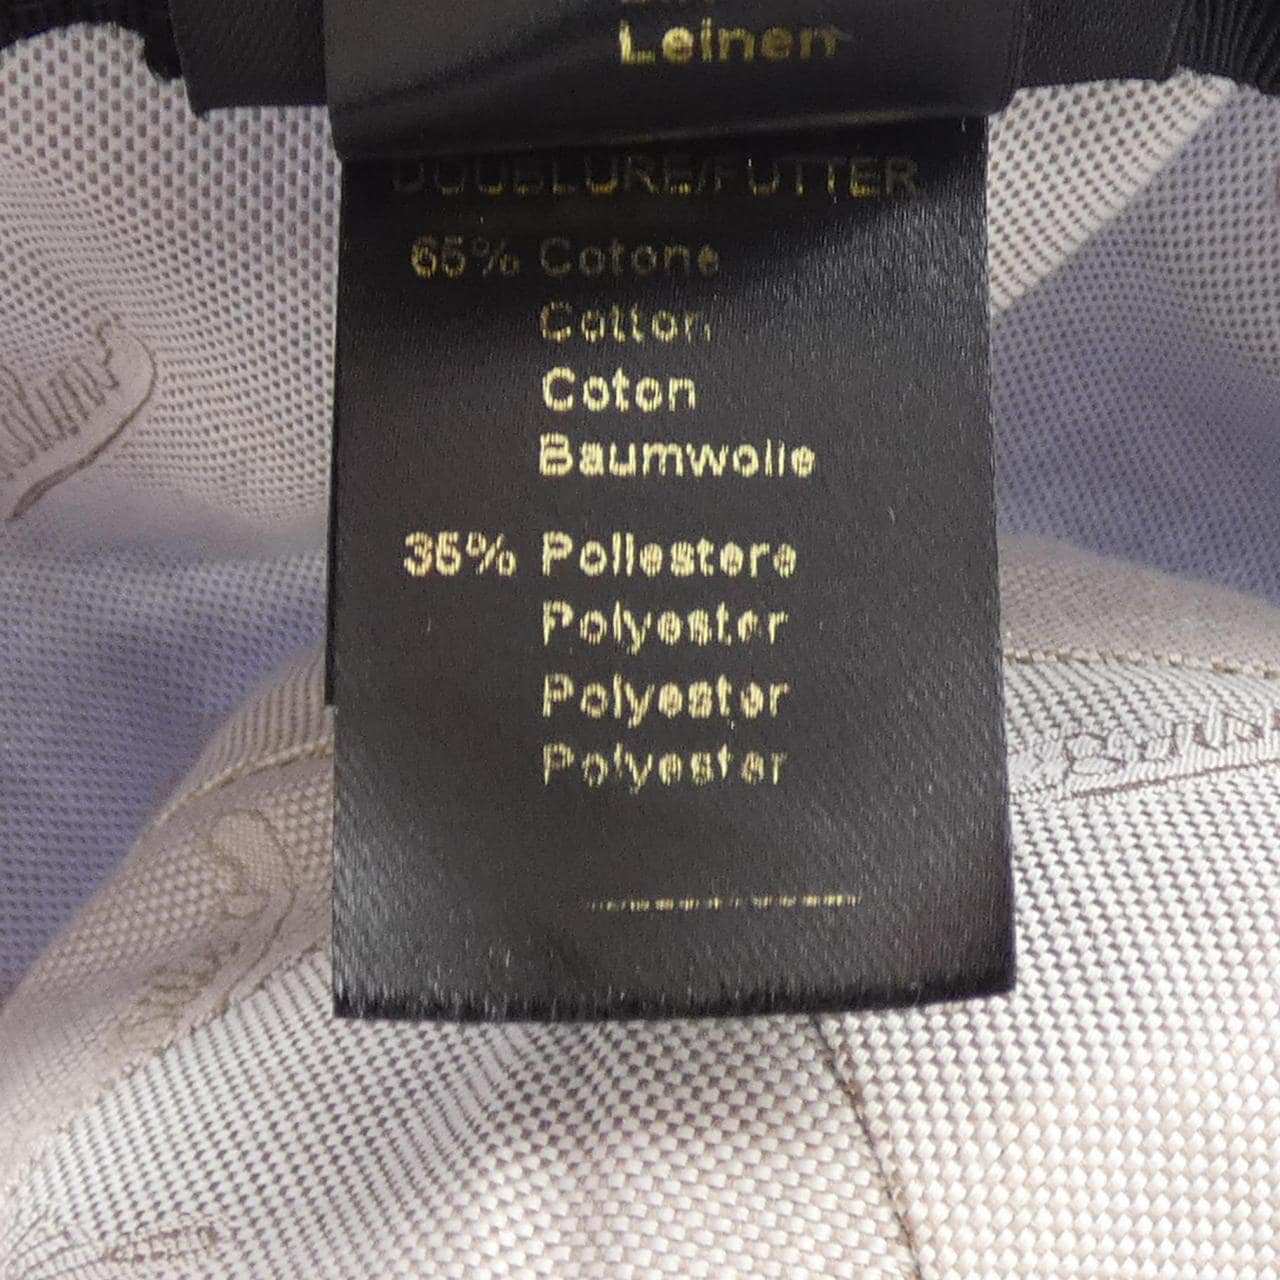 Leinen
DOUBLURE/FUTTER
65% Cotone
Cotton
Coton
Baumwolle
35% Poliestere
Polyester
Polyester
Polyester